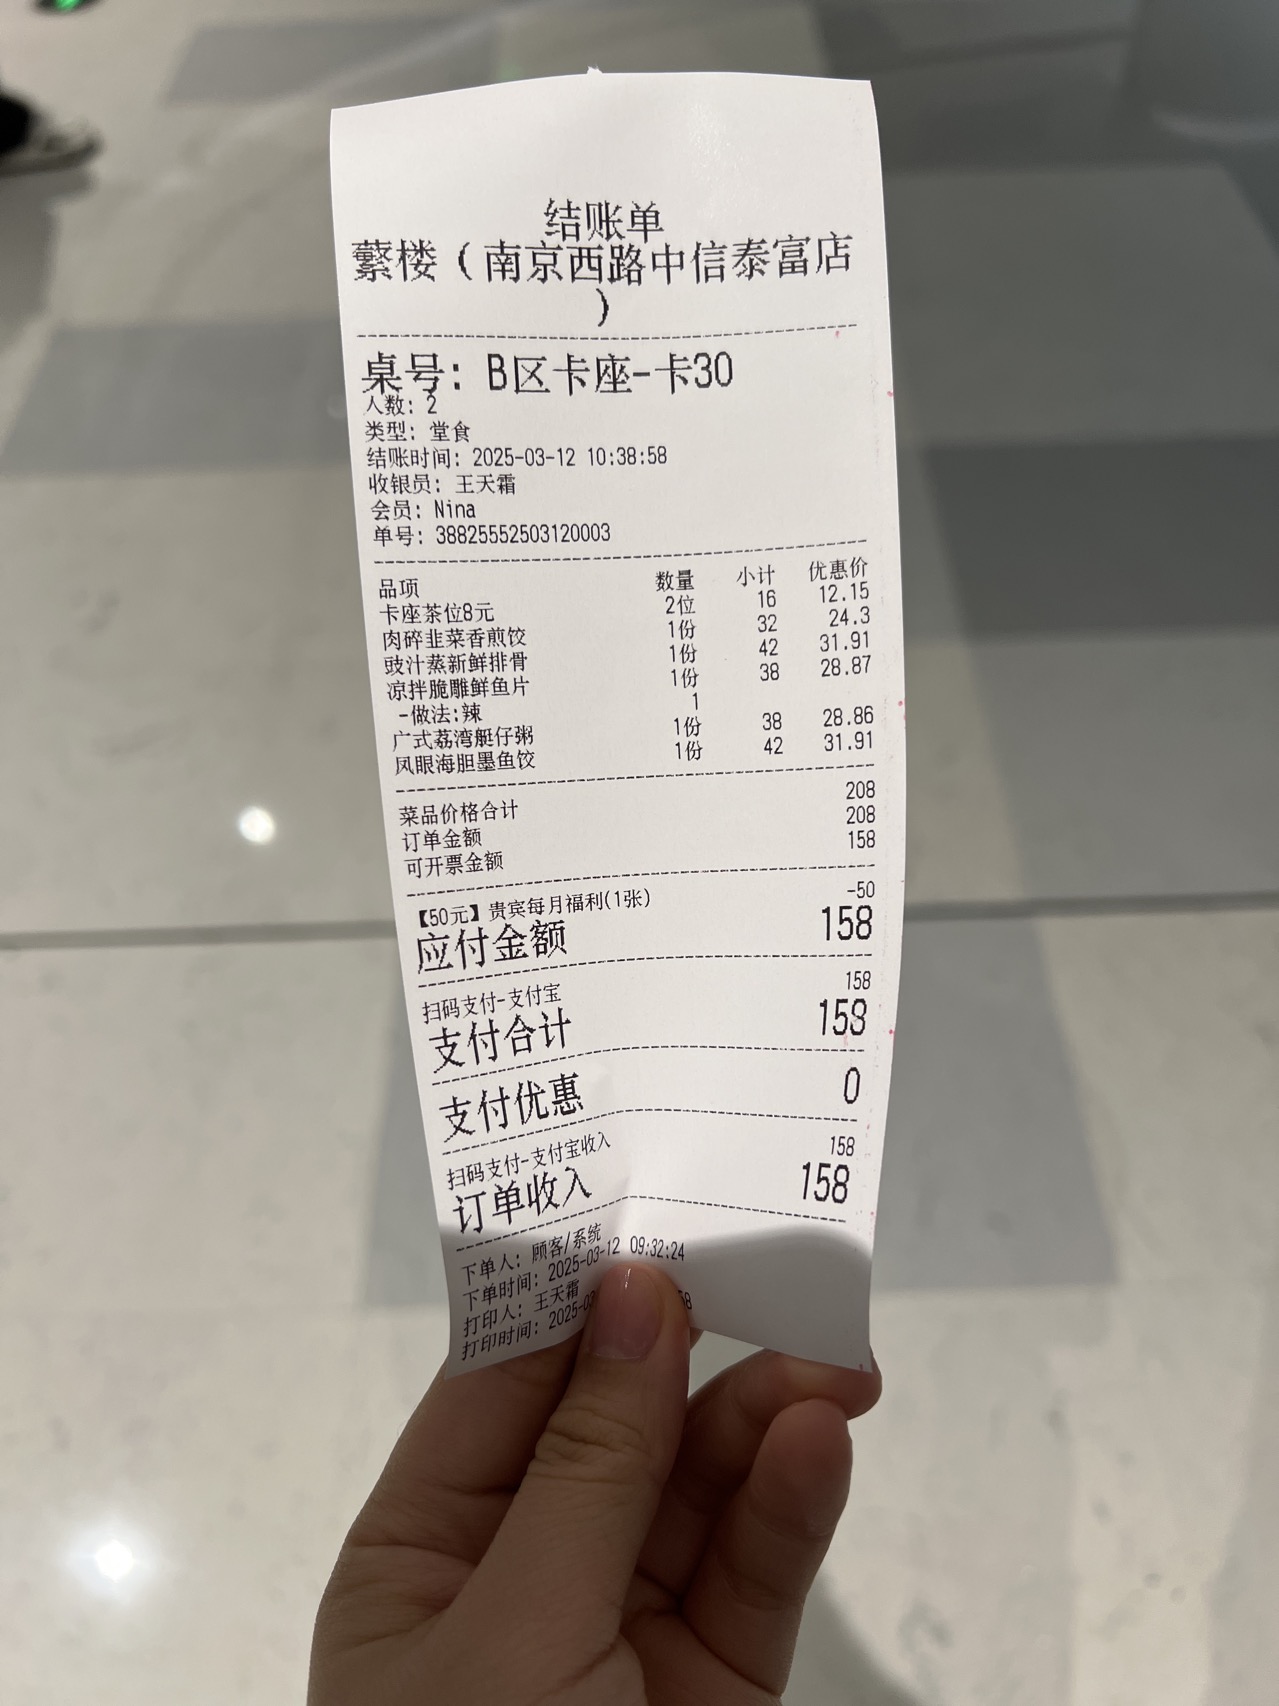 结账单
蘩楼（南京西路中信泰富店
）
桌号: B区卡座-卡30
人数: 2
类型: 堂食
结账时间: 2025-03-12 10:38:58
收银员: 王天霜
会员: Nina
单号: 38825552503120003
品项 数量 小计 优惠价
卡座茶位8元 2位 16 12.15
肉碎韭菜香煎饺 1份 32 24.3
豉汁蒸新鲜排骨 1份 42 31.91
凉拌脆雕鲜鱼片 1份 38 28.87
-做法:辣 1
广式荔湾艇仔粥 1份 38 28.86
凤眼海胆墨鱼饺 1份 42 31.91
菜品价格合计 208
订单金额 208
可开票金额 158
【50元】贵宾每月福利(1张) -50
应付金额 158
扫码支付-支付宝 158
支付合计 158
支付优惠 0
扫码支付-支付宝收入 158
订单收入 158
下单人: 顾客/系统
下单时间: 2025-03-12 09:32:24
打印人: 王天霜
打印时间: 2025-03